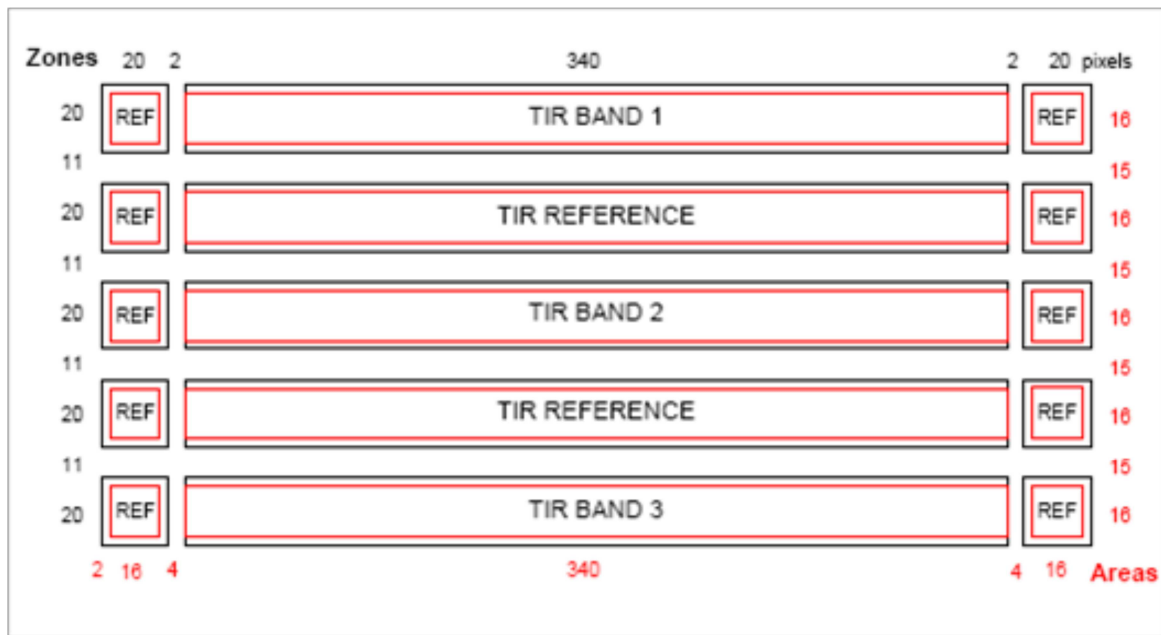 Zones 20 2 340 2 20 pixels
20 REF TIR BAND 1 REF 16
11 15
20 REF TIR REFERENCE REF 16
11 15
20 REF TIR BAND 2 REF 16
11 15
20 REF TIR REFERENCE REF 16
11 15
20 REF TIR BAND 3 REF 16
2 16 4 340 4 16 Areas